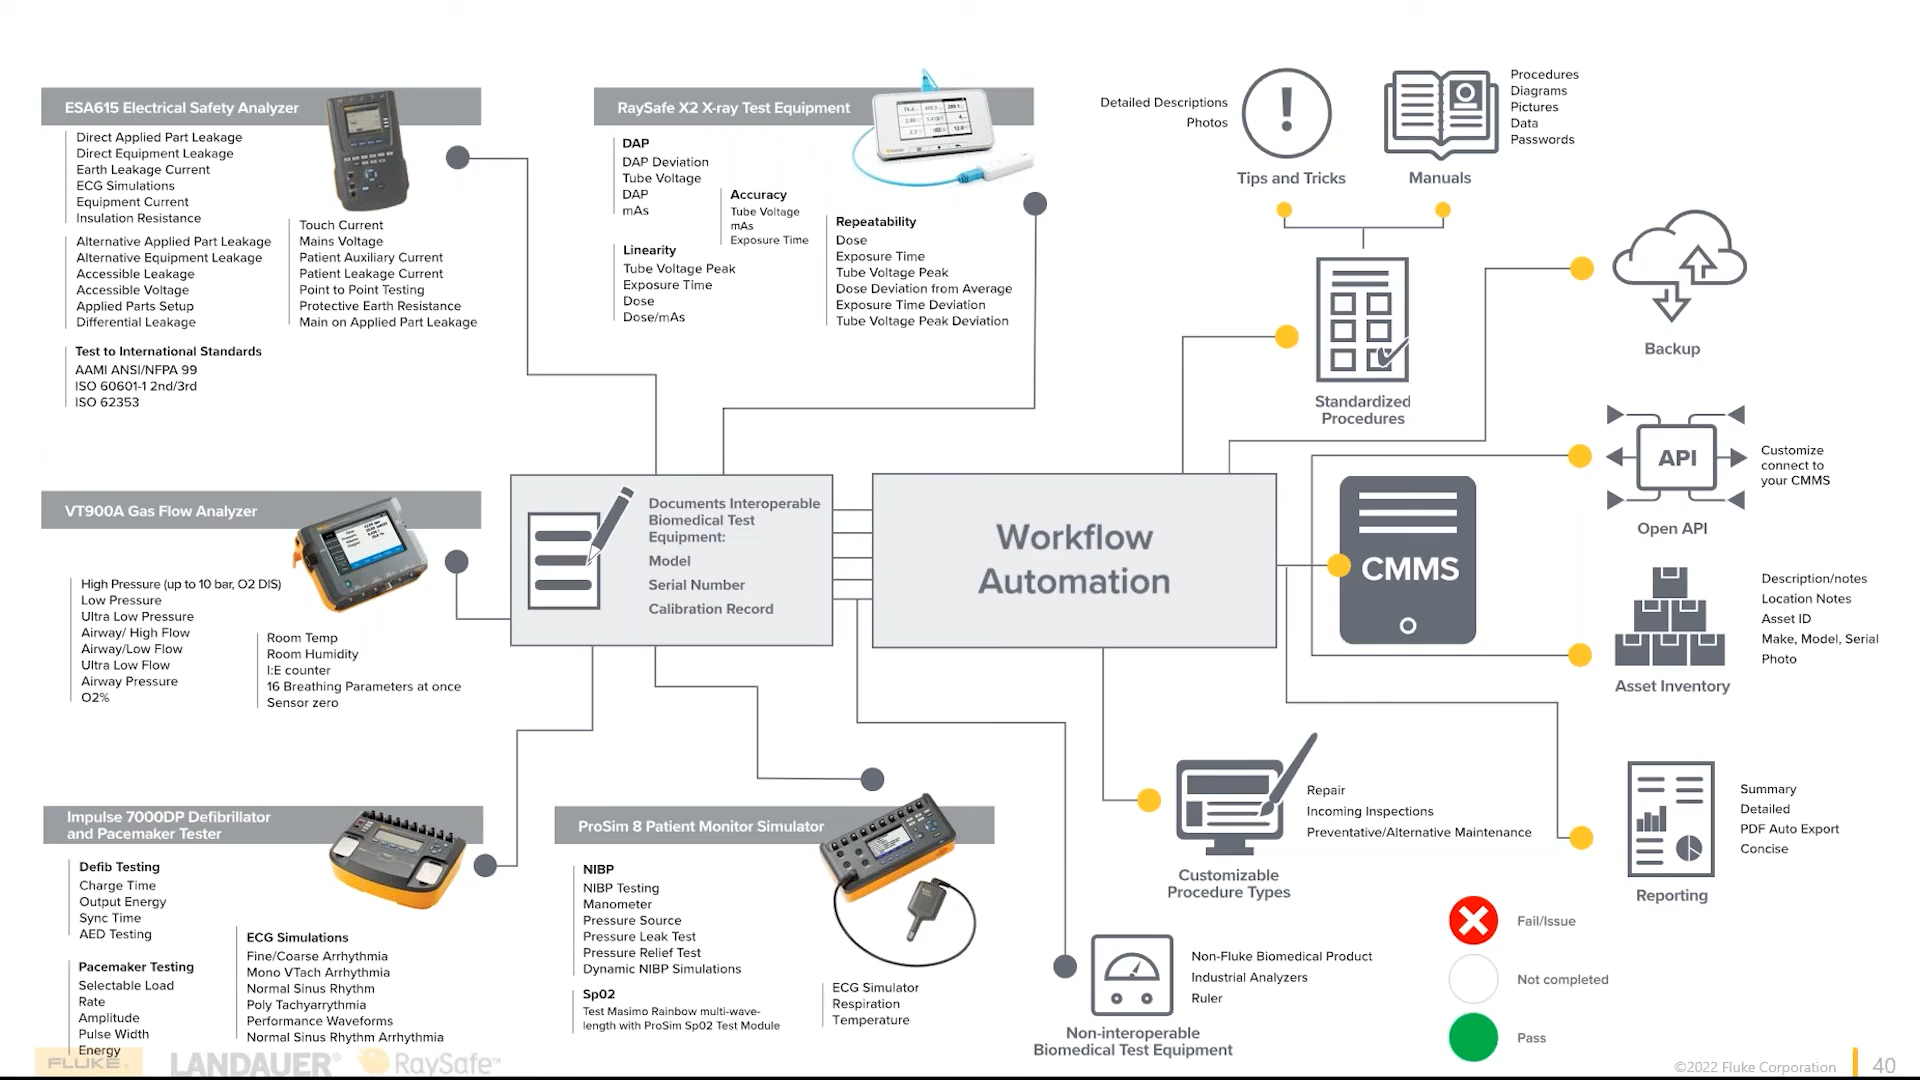 ESA615 Electrical Safety Analyzer
Direct Applied Part Leakage
Direct Equipment Leakage
Earth Leakage Current
ECG Simulations
Equipment Current
Insulation Resistance
Alternative Applied Part Leakage
Alternative Equipment Leakage
Accessible Leakage
Accessible Voltage
Applied Parts Setup
Differential Leakage
Touch Current
Mains Voltage
Patient Auxiliary Current
Patient Leakage Current
Point to Point Testing
Protective Earth Resistance
Main on Applied Part Leakage
Test to International Standards
AAMI ANSI/NFPA 99
ISO 60601-1 2nd/3rd
ISO 62353
RaySafe X2 X-ray Test Equipment
DAP
DAP Deviation
Tube Voltage
DAP
mAs
Linearity
Tube Voltage Peak
Exposure Time
Dose
Dose/mAs
Accuracy
Tube Voltage
mAs
Exposure Time
Repeatability
Dose
Exposure Time
Tube Voltage Peak
Dose Deviation from Average
Exposure Time Deviation
Tube Voltage Peak Deviation
Detailed Descriptions
Photos
Tips and Tricks
Manuals
Procedures
Diagrams
Pictures
Data
Passwords
Standardized
Procedures
Backup
API
Open API
Customize
connect to
your CMMS
VT900A Gas Flow Analyzer
High Pressure (up to 10 bar, O2 DIS)
Low Pressure
Ultra Low Pressure
Airway/ High Flow
Airway/Low Flow
Ultra Low Flow
Airway Pressure
O2%
Room Temp
Room Humidity
I:E counter
16 Breathing Parameters at once
Sensor zero
Documents Interoperable
Biomedical Test
Equipment:
Model
Serial Number
Calibration Record
Workflow
Automation
CMMS
Asset Inventory
Description/notes
Location Notes
Asset ID
Make, Model, Serial
Photo
Impulse 7000DP Defibrillator
and Pacemaker Tester
Defib Testing
Charge Time
Output Energy
Sync Time
AED Testing
Pacemaker Testing
Selectable Load
Rate
Amplitude
Pulse Width
Energy
ECG Simulations
Fine/Coarse Arrhythmia
Mono VTach Arrhythmia
Normal Sinus Rhythm
Poly Tachyarrythmia
Performance Waveforms
Normal Sinus Rhythm Arrhythmia
ProSim 8 Patient Monitor Simulator
NIBP
NIBP Testing
Manometer
Pressure Source
Pressure Leak Test
Pressure Relief Test
Dynamic NIBP Simulations
Sp02
Test Masimo Rainbow multi-wave-
length with ProSim Sp02 Test Module
ECG Simulator
Respiration
Temperature
Customizable
Procedure Types
Repair
Incoming Inspections
Preventative/Alternative Maintenance
Non-interoperable
Biomedical Test Equipment
Non-Fluke Biomedical Product
Industrial Analyzers
Ruler
Reporting
Summary
Detailed
PDF Auto Export
Concise
Fail/Issue
Not completed
Pass
FLUKE®
LANDAUER®
RaySafe™
©2022 Fluke Corporation
40